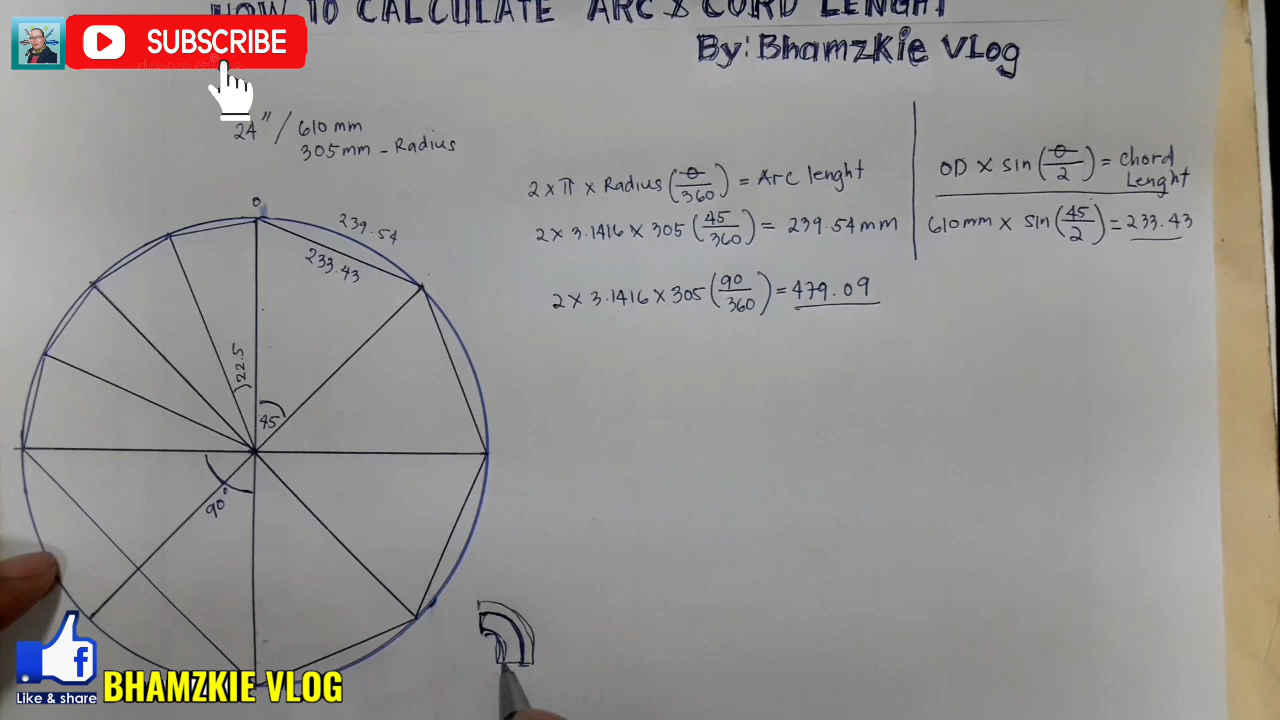 HOW TO CALCULATE ARC & CORD LENGHT
By: Bhamzkie VLog
SUBSCRIBE
24" / 610 mm
305mm - Radius
2 x π x Radius (θ/360) = Arc lenght
2 x 3.1416 x 305 (45/360) = 239.54mm
2 x 3.1416 x 305 (90/360) = 479.09
OD x sin (θ/2) = Chord Lenght
610mm x sin (45/2) = 233.43
0
239.54
233.43
22.5
45
90°
Like & share
BHAMZKIE VLOG